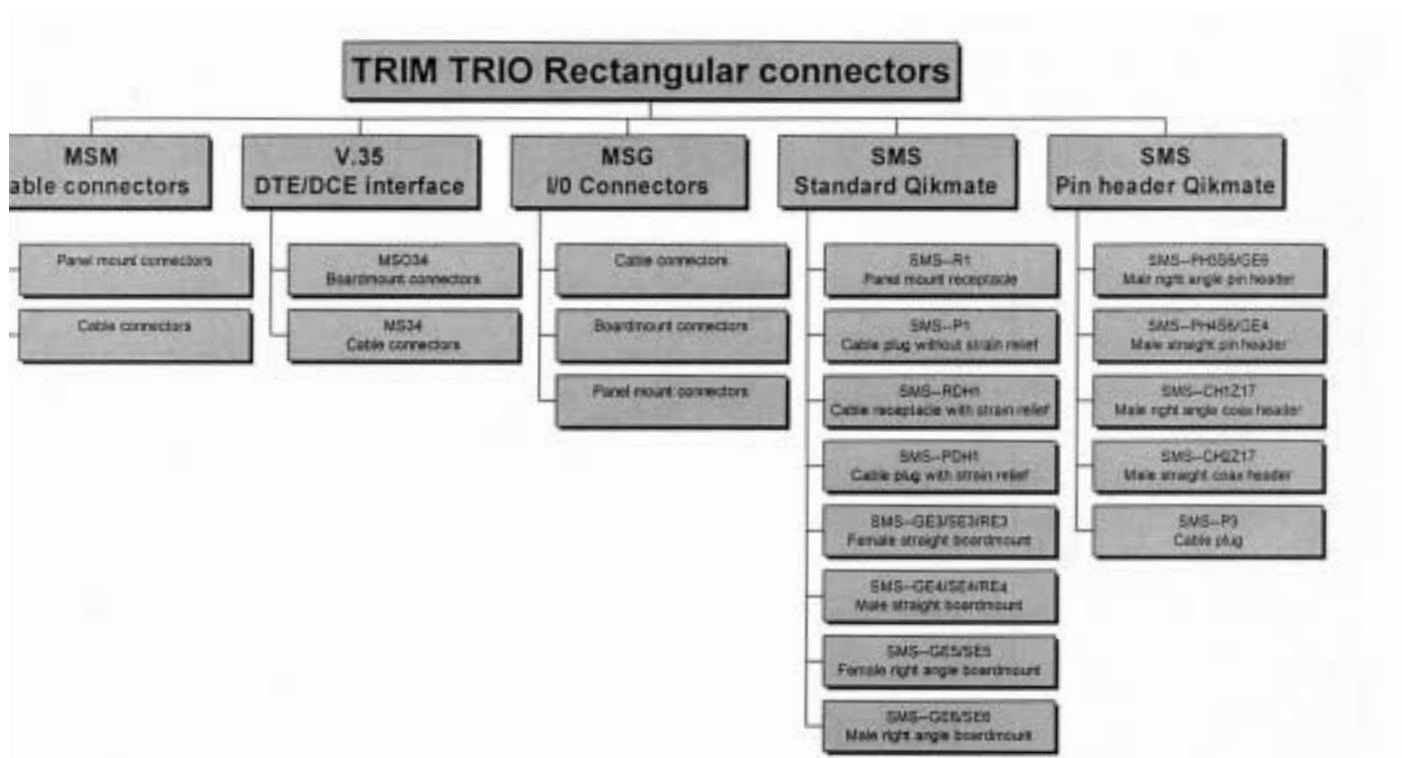 TRIM TRIO Rectangular connectors
MSM
able connectors
Panel mount connectors
Cable connectors
V.35
DTE/DCE interface
MSO34
Boardmount connectors
MS34
Cable connectors
MSG
I/0 Connectors
Cable connectors
Boardmount connectors
Panel mount connectors
SMS
Standard Qikmate
SMS--R1
Panel mount receptacle
SMS--P1
Cable plug without strain relief
SMS--RDH1
Cable receptacle with strain relief
SMS--PDH1
Cable plug with strain relief
SMS--GE3/SE3/RE3
Female straight boardmount
SMS--GE4/SE4/RE4
Male straight boardmount
SMS--GE5/SE5
Female right angle boardmount
SMS--GE6/SE6
Male right angle boardmount
SMS
Pin header Qikmate
right angle pin header
Male straight pin header
SMS--CH1Z17
Male right angle coax header
SMS--CH2Z17
Male straight coax header
SMS--P3
Cable plug